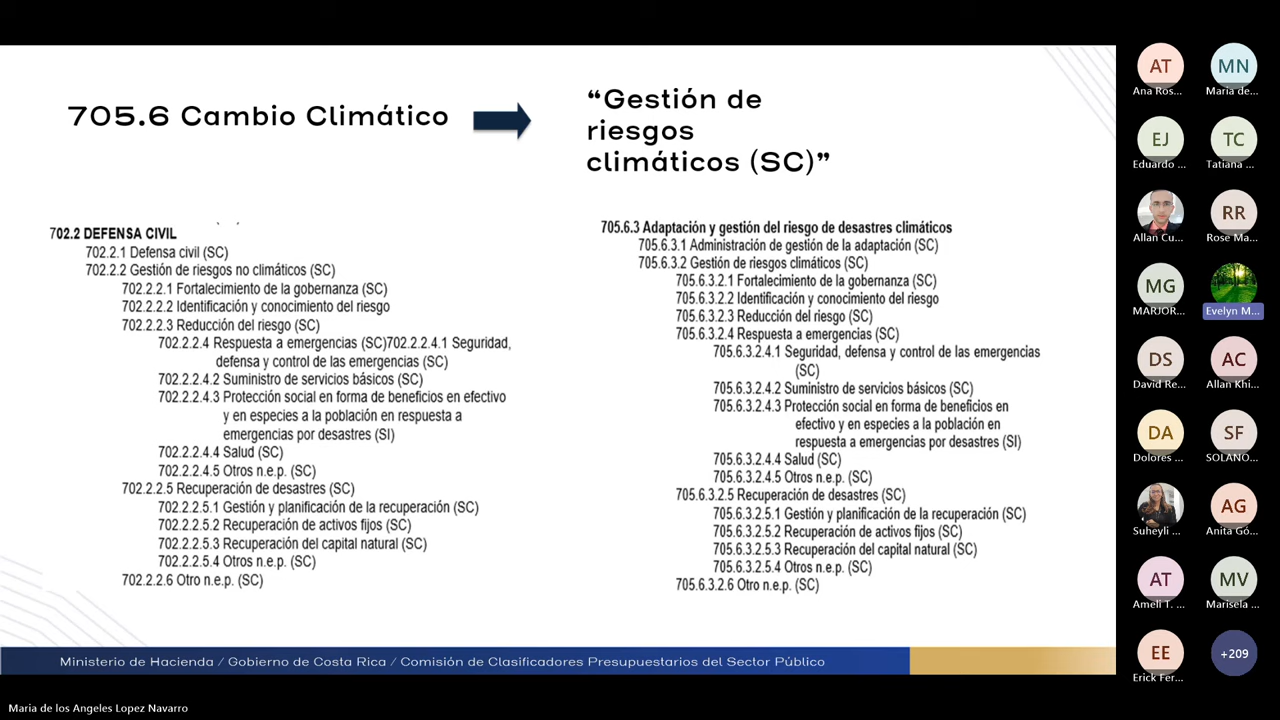 705.6 Cambio Climático
“Gestión de
riesgos
climáticos (SC)”
702.2 DEFENSA CIVIL
702.2.1 Defensa civil (SC)
702.2.2 Gestión de riesgos no climáticos (SC)
702.2.2.1 Fortalecimiento de la gobernanza (SC)
702.2.2.2 Identificación y conocimiento del riesgo
702.2.2.3 Reducción del riesgo (SC)
702.2.2.4 Respuesta a emergencias (SC)702.2.2.4.1 Seguridad,
defensa y control de las emergencias (SC)
702.2.2.4.2 Suministro de servicios básicos (SC)
702.2.2.4.3 Protección social en forma de beneficios en efectivo
y en especies a la población en respuesta a
emergencias por desastres (SI)
702.2.2.4.4 Salud (SC)
702.2.2.4.5 Otros n.e.p. (SC)
702.2.2.5 Recuperación de desastres (SC)
702.2.2.5.1 Gestión y planificación de la recuperación (SC)
702.2.2.5.2 Recuperación de activos fijos (SC)
702.2.2.5.3 Recuperación del capital natural (SC)
702.2.2.5.4 Otros n.e.p. (SC)
702.2.2.6 Otro n.e.p. (SC)
705.6.3 Adaptación y gestión del riesgo de desastres climáticos
705.6.3.1 Administración de gestión de la adaptación (SC)
705.6.3.2 Gestión de riesgos climáticos (SC)
705.6.3.2.1 Fortalecimiento de la gobernanza (SC)
705.6.3.2.2 Identificación y conocimiento del riesgo
705.6.3.2.3 Reducción del riesgo (SC)
705.6.3.2.4 Respuesta a emergencias (SC)
705.6.3.2.4.1 Seguridad, defensa y control de las emergencias
(SC)
705.6.3.2.4.2 Suministro de servicios básicos (SC)
705.6.3.2.4.3 Protección social en forma de beneficios en
efectivo y en especies a la población en
respuesta a emergencias por desastres (SI)
705.6.3.2.4.4 Salud (SC)
705.6.3.2.4.5 Otros n.e.p. (SC)
705.6.3.2.5 Recuperación de desastres (SC)
705.6.3.2.5.1 Gestión y planificación de la recuperación (SC)
705.6.3.2.5.2 Recuperación de activos fijos (SC)
705.6.3.2.5.3 Recuperación del capital natural (SC)
705.6.3.2.5.4 Otros n.e.p. (SC)
705.6.3.2.6 Otro n.e.p. (SC)
Ministerio de Hacienda / Gobierno de Costa Rica / Comisión de Clasificadores Presupuestarios del Sector Público
AT
MN
Ana Ros...
Maria de...
EJ
TC
Eduardo ...
Tatiana ...
RR
Allan Cu...
Rose Ma...
MG
MARJOR...
Evelyn M...
DS
AC
David Re...
Allan Khi...
DA
SF
Dolores ...
SOLANO...
AG
Suheyli ...
Anita Gó...
AT
MV
Ameli T. ...
Marisela ...
EE
+209
Erick Fer...
Maria de los Angeles Lopez Navarro